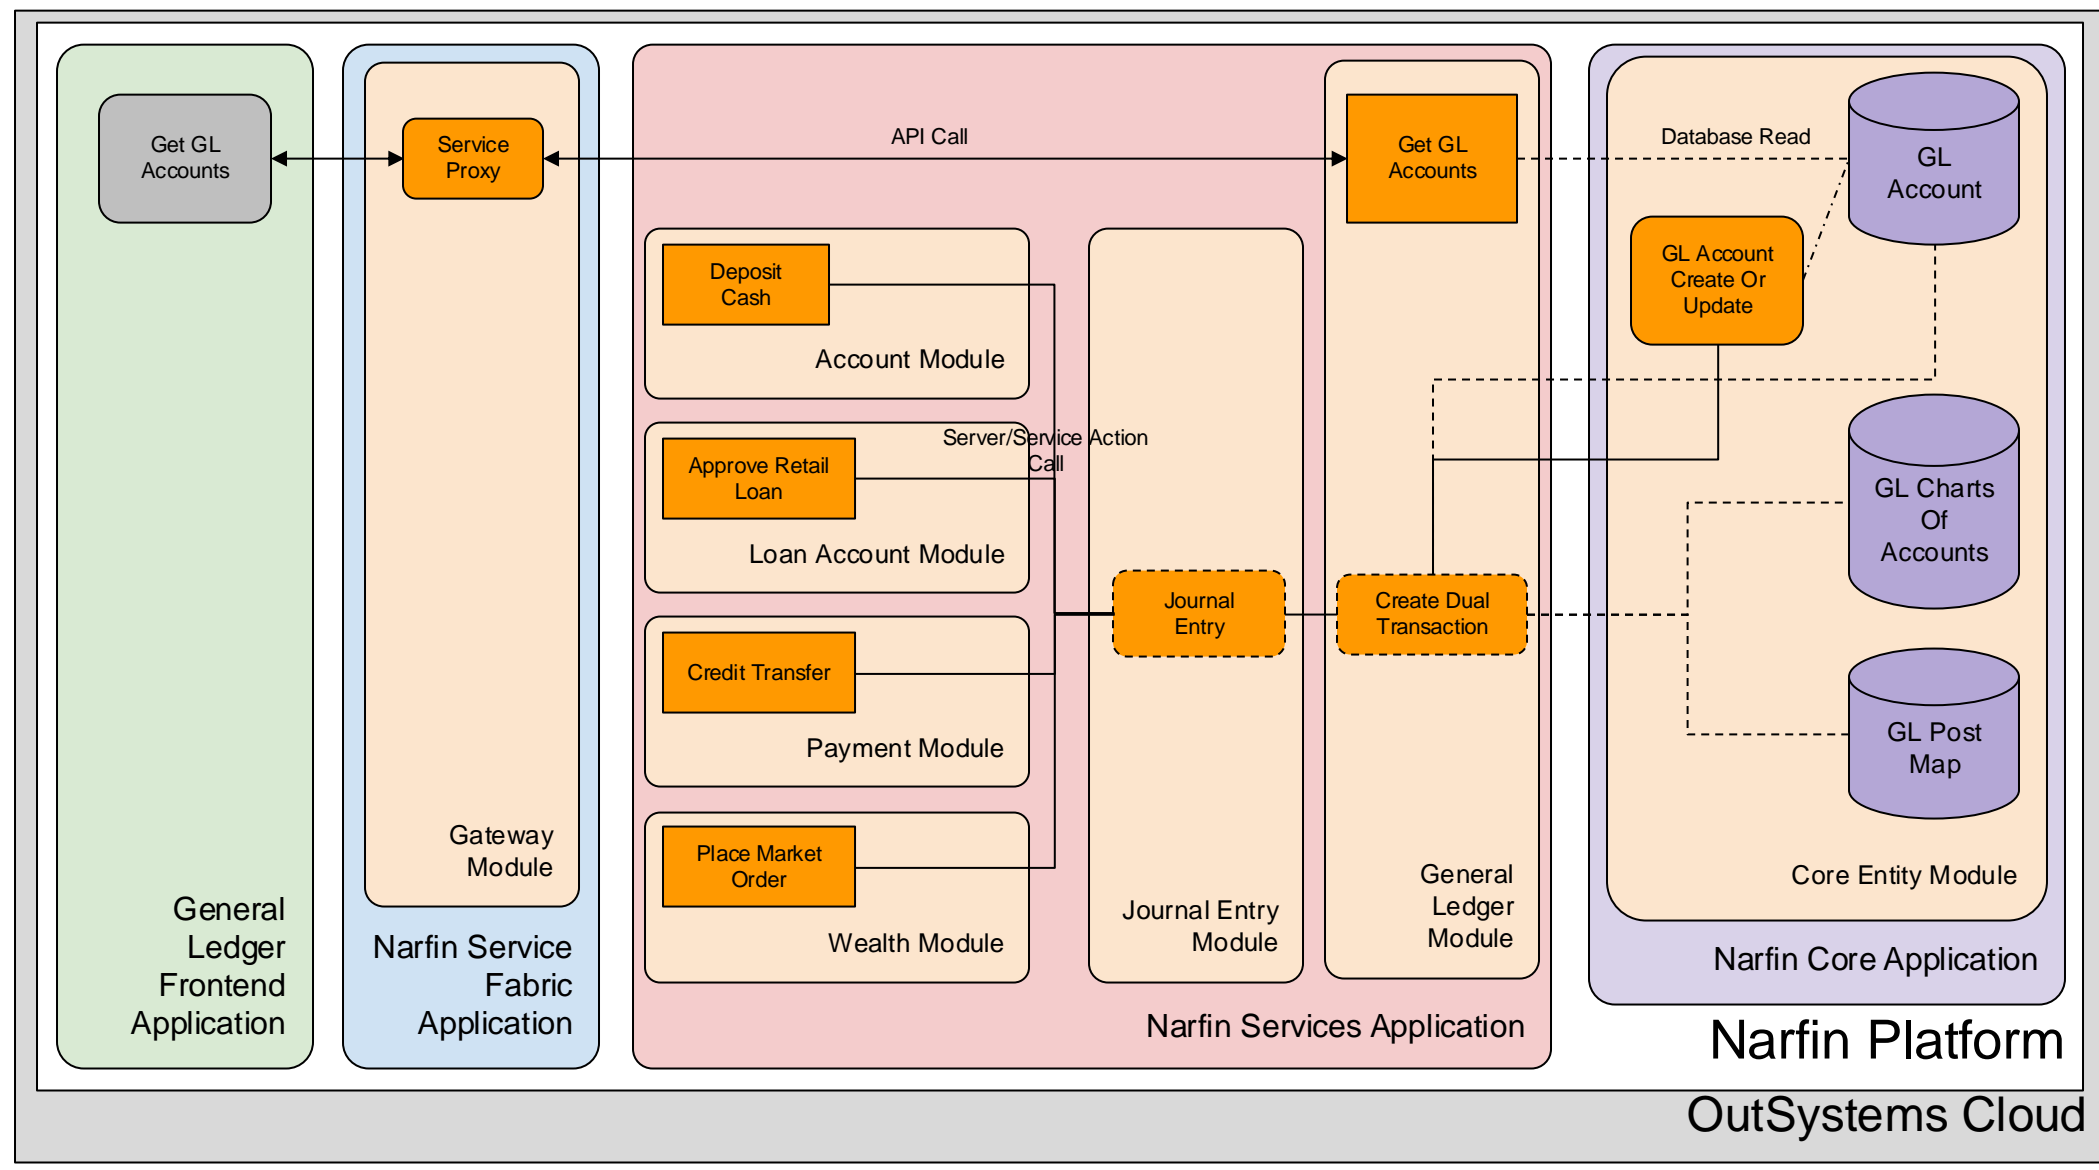 Get GL
Accounts
General
Ledger
Frontend
Application
Service
Proxy
Gateway
Module
Narfin Service
Fabric
Application
API Call
Deposit
Cash
Account Module
Server/Service Action
Call
Approve Retail
Loan
Loan Account Module
Credit Transfer
Payment Module
Place Market
Order
Wealth Module
Journal
Entry
Journal Entry
Module
Get GL
Accounts
Create Dual
Transaction
General
Ledger
Module
Narfin Services Application
Database Read
GL
Account
GL Account
Create Or
Update
GL Charts
Of
Accounts
GL Post
Map
Core Entity Module
Narfin Core Application
Narfin Platform
OutSystems Cloud